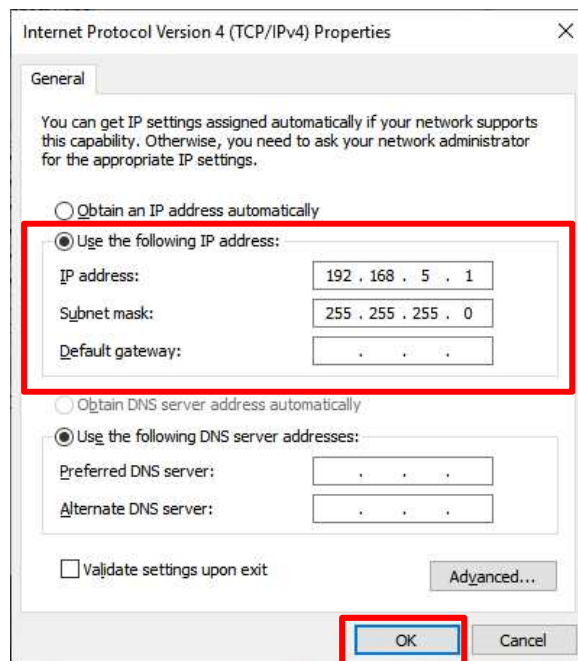 Internet Protocol Version 4 (TCP/IPv4) Properties
General
You can get IP settings assigned automatically if your network supports
this capability. Otherwise, you need to ask your network administrator
for the appropriate IP settings.
Obtain an IP address automatically
Use the following IP address:
IP address: 192 . 168 . 5 . 1
Subnet mask: 255 . 255 . 255 . 0
Default gateway: . . .
Obtain DNS server address automatically
Use the following DNS server addresses:
Preferred DNS server: . . .
Alternate DNS server: . . .
Validate settings upon exit
Advanced...
OK Cancel